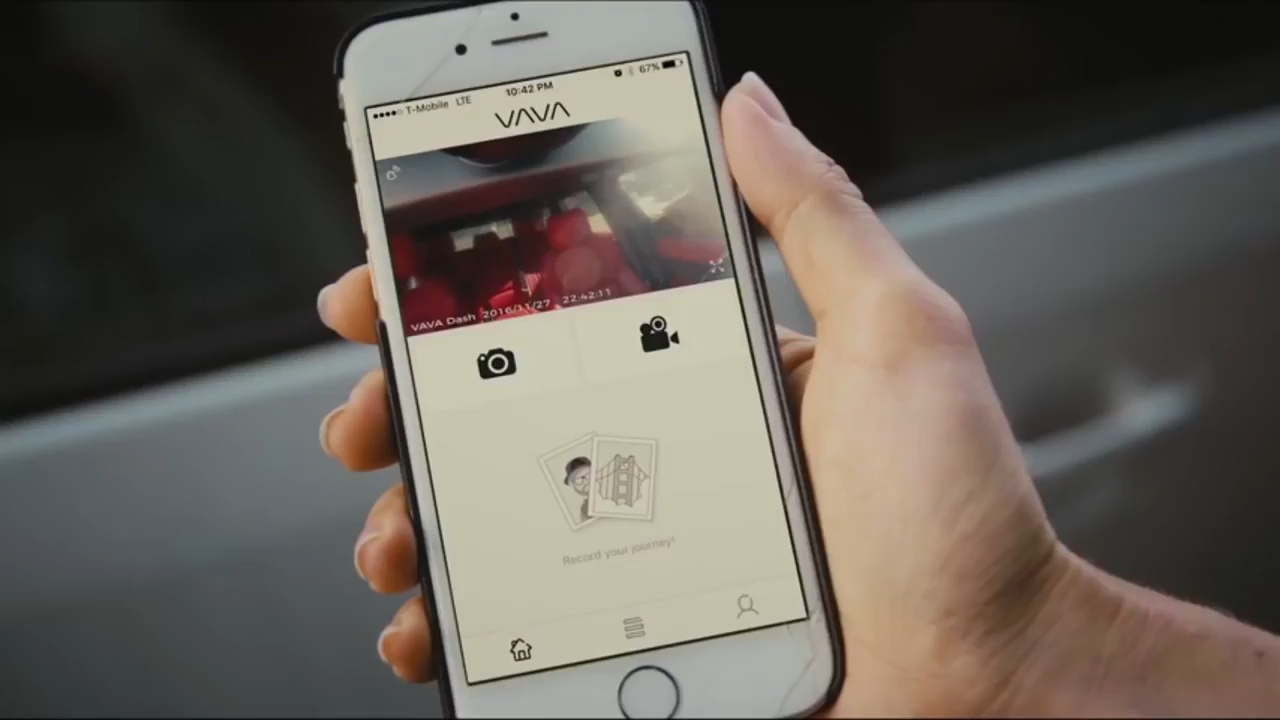 T-Mobile LTE 10:42 PM 67%
VAVA
VAVA Dash 2016/11/27 22:42:11
Record your journey!